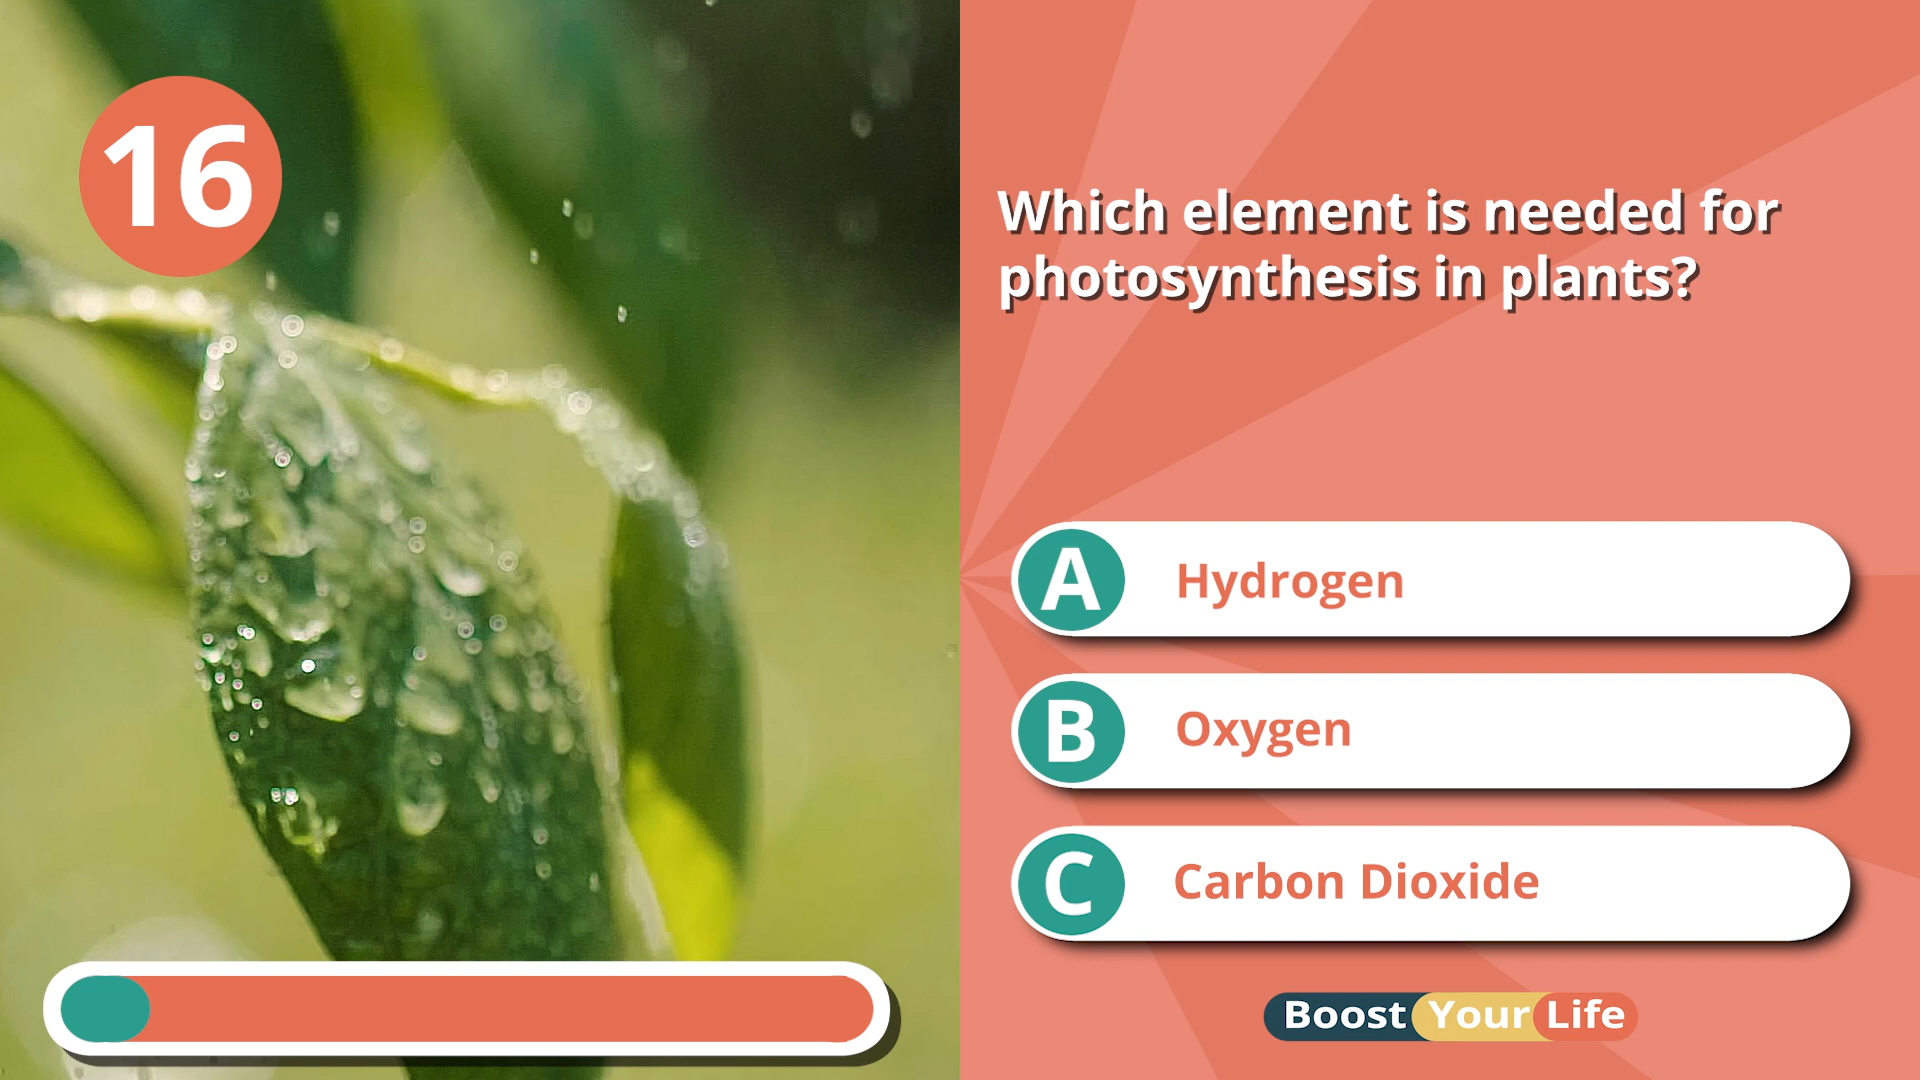 16
Which element is needed for
photosynthesis in plants?
A Hydrogen
B Oxygen
C Carbon Dioxide
Boost Your Life